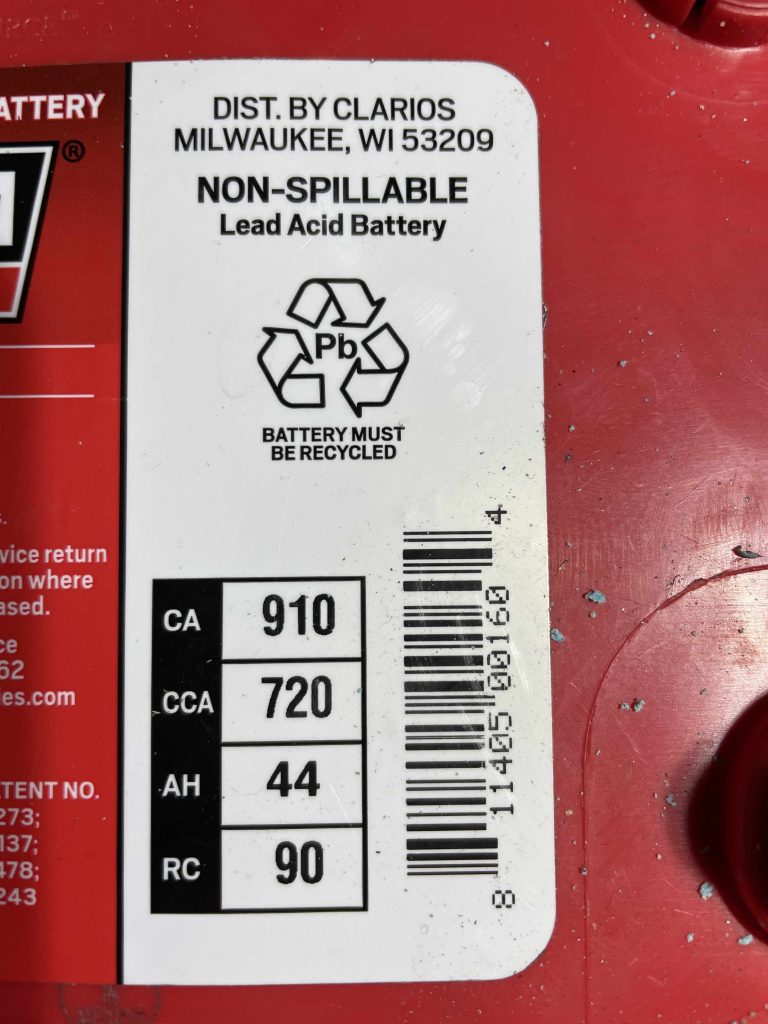 ATTERY
®
vice return
on where
ased.
ce
62
ies.com
TENT NO.
273;
137;
478;
243
DIST. BY CLARIOS
MILWAUKEE, WI 53209
NON-SPILLABLE
Lead Acid Battery
Pb
BATTERY MUST
BE RECYCLED
CA 910
CCA 720
AH 44
RC 90
8 11405 00160 4